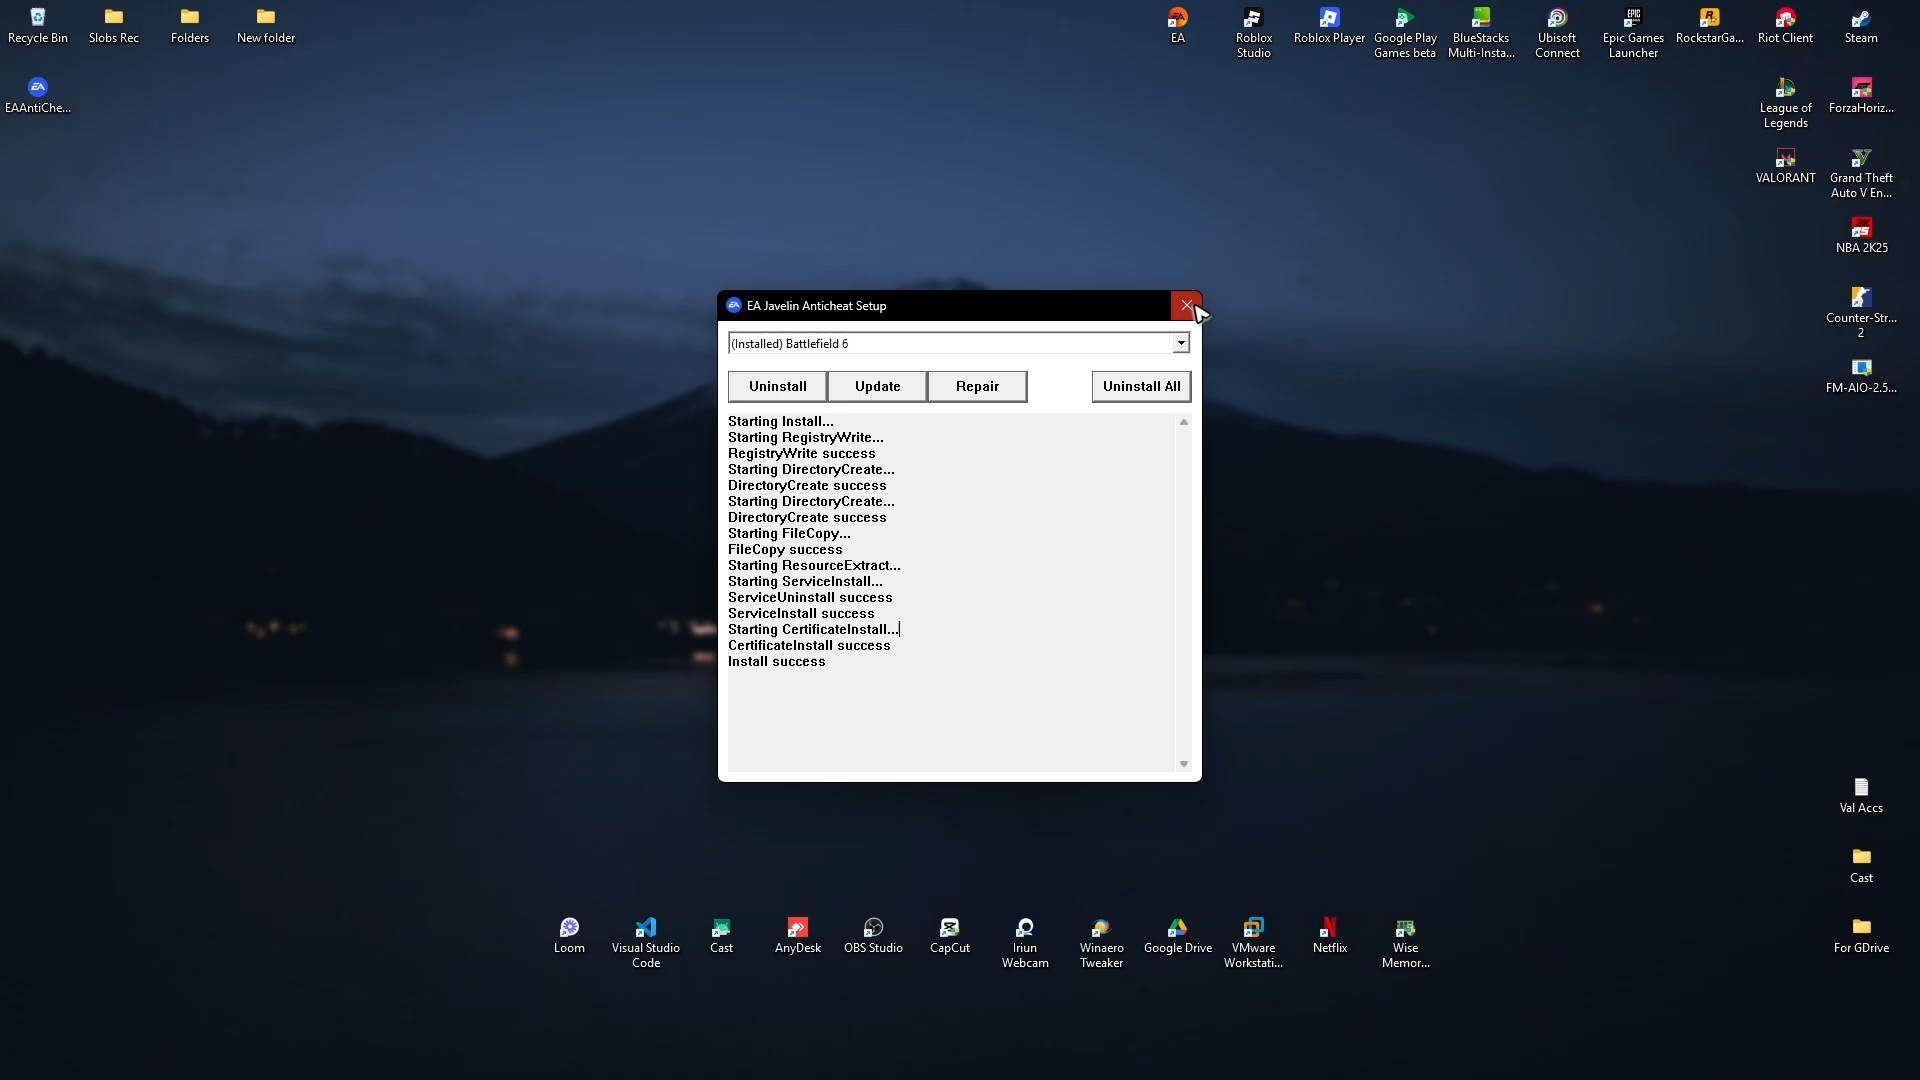 Recycle Bin
Slobs Rec
Folders
New folder
EA
Roblox
Studio
Roblox Player
Google Play
Games beta
BlueStacks
Multi-Insta...
Ubisoft
Connect
Epic Games
Launcher
RockstarGa...
Riot Client
Steam
EAAntiChe...
League of
Legends
ForzaHoriz...
VALORANT
Grand Theft
Auto V En...
NBA 2K25
Counter-Str...
2
FM-AIO-2.5...
EA Javelin Anticheat Setup
(Installed) Battlefield 6
Uninstall
Update
Repair
Uninstall All
Starting Install...
Starting RegistryWrite...
RegistryWrite success
Starting DirectoryCreate...
DirectoryCreate success
Starting DirectoryCreate...
DirectoryCreate success
Starting FileCopy...
FileCopy success
Starting ResourceExtract...
Starting ServiceInstall...
ServiceUninstall success
ServiceInstall success
Starting CertificateInstall...
CertificateInstall success
Install success
Val Accs
Cast
For GDrive
Loom
Visual Studio
Code
Cast
AnyDesk
OBS Studio
CapCut
Iriun
Webcam
Winaero
Tweaker
Google Drive
VMware
Workstati...
Netflix
Wise
Memor...